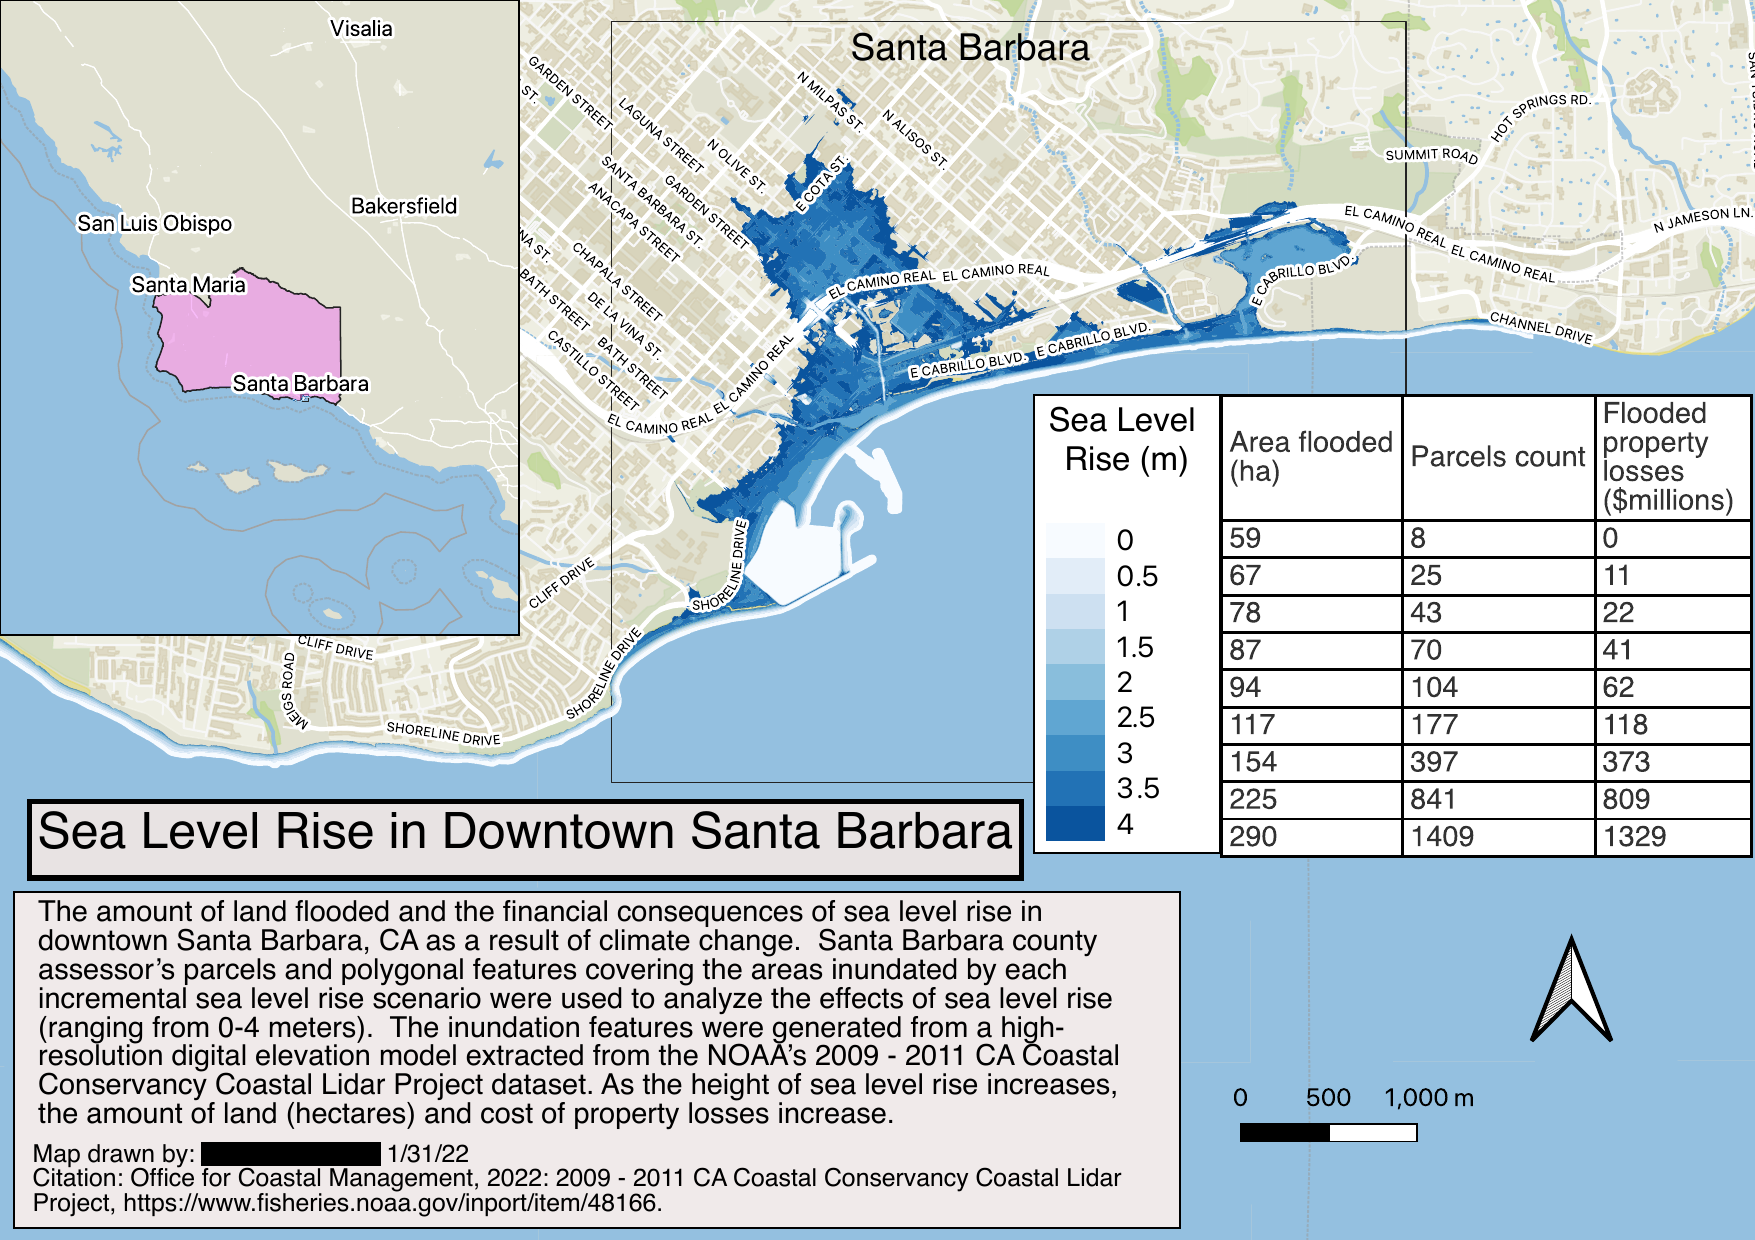 Visalia
San Luis Obispo
Bakersfield
Santa Maria
Santa Barbara
Santa Barbara
GARDEN STREET
ST.
LAGUNA STREET
N OLIVE ST.
N MILPAS ST.
N ALISOS ST.
SANTA BARBARA ST.
GARDEN STREET
ANACAPA STREET
E COTA ST.
NA ST.
CHAPALA STREET
BATH STREET
DE LA VINA ST.
BATH STREET
CASTILLO STREET
EL CAMINO REAL
EL CAMINO REAL
EL CAMINO REAL
EL CAMINO REAL
EL CAMINO REAL
EL CAMINO REAL
E CABRILLO BLVD.
E CABRILLO BLVD.
E CABRILLO BLVD.
HOT SPRINGS RD.
SUMMIT ROAD
N JAMESON LN.
CHANNEL DRIVE
CLIFF DRIVE
SHORELINE DRIVE
SHORELINE DRIVE
CLIFF DRIVE
MEIGS ROAD
SHORELINE DRIVE
Sea Level
Rise (m)
0
0.5
1
1.5
2
2.5
3
3.5
4
Area flooded (ha) Parcels count Flooded property losses ($millions)
59 8 0
67 25 11
78 43 22
87 70 41
94 104 62
117 177 118
154 397 373
225 841 809
290 1409 1329
Sea Level Rise in Downtown Santa Barbara
The amount of land flooded and the financial consequences of sea level rise in
downtown Santa Barbara, CA as a result of climate change.  Santa Barbara county
assessor's parcels and polygonal features covering the areas inundated by each
incremental sea level rise scenario were used to analyze the effects of sea level rise
(ranging from 0-4 meters).  The inundation features were generated from a high-
resolution digital elevation model extracted from the NOAA's 2009 - 2011 CA Coastal
Conservancy Coastal Lidar Project dataset. As the height of sea level rise increases,
the amount of land (hectares) and cost of property losses increase.
Map drawn by: 1/31/22
Citation: Office for Coastal Management, 2022: 2009 - 2011 CA Coastal Conservancy Coastal Lidar
Project, https://www.fisheries.noaa.gov/inport/item/48166.
0 500 1,000 m